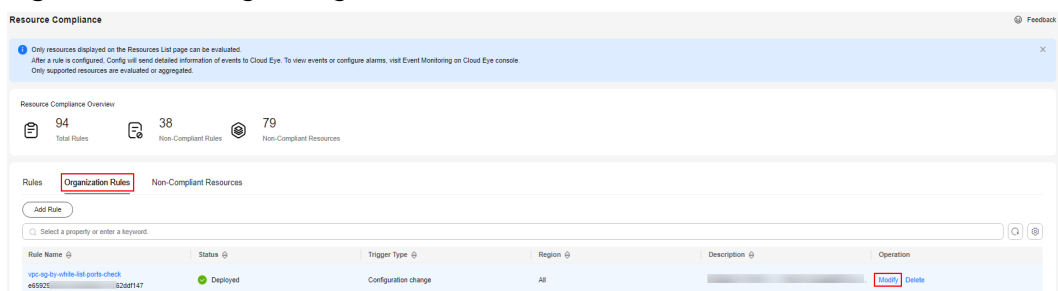 Resource Compliance
Feedback
Only resources displayed on the Resources List page can be evaluated.
After a rule is configured, Config will send detailed information of events to Cloud Eye. To view events or configure alarms, visit Event Monitoring on Cloud Eye console.
Only supported resources are evaluated or aggregated.
Resource Compliance Overview
94 38 79
Total Rules Non-Compliant Rules Non-Compliant Resources
Rules Organization Rules Non-Compliant Resources
Add Rule
Select a property or enter a keyword.
Rule Name Status Trigger Type Region Description Operation
vpc-sg-by-white-list-ports-check
e65929 62ddf147
Deployed Configuration change All Modify Delete